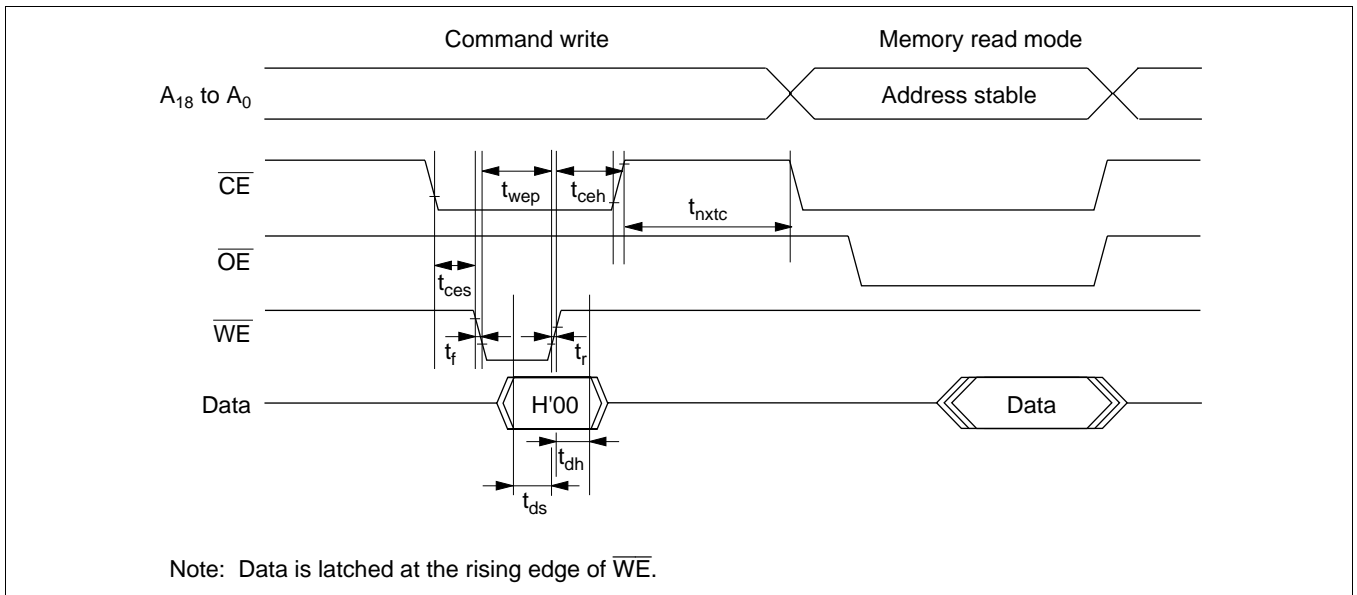 Command write Memory read mode
A18 to A0 Address stable
CE
twep tceh tnxtc
OE
tces
WE
tf tr
Data H'00 Data
tdh
tds
Note: Data is latched at the rising edge of WE.